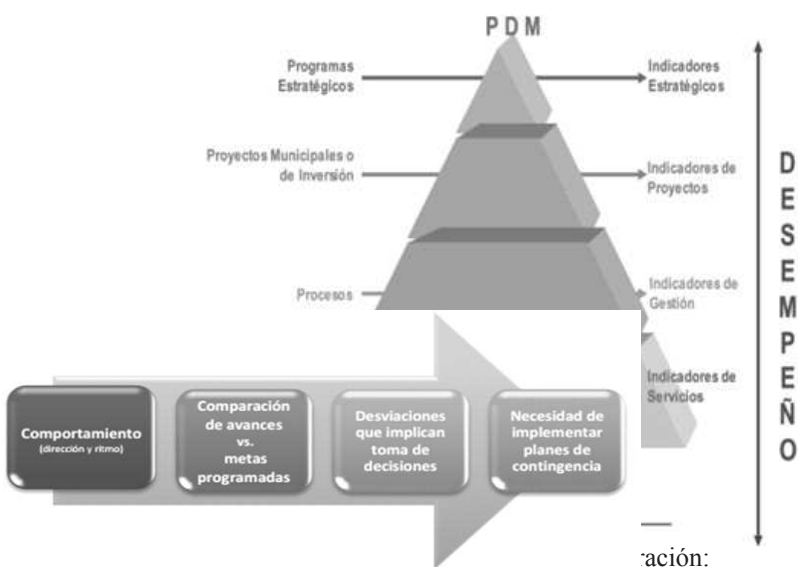 P D M
Programas
Estratégicos
Indicadores
Estratégicos
Proyectos Municipales o
de Inversión
Indicadores de
Proyectos
Procesos
Indicadores de
Gestión
Indicadores de
Servicios
D
E
S
E
M
P
E
Ñ
O
Comportamiento
(dirección y ritmo)
Comparación
de avances
vs.
metas
programadas
Desviaciones
que implican
toma de
decisiones
Necesidad de
implementar
planes de
contingencia
ración: